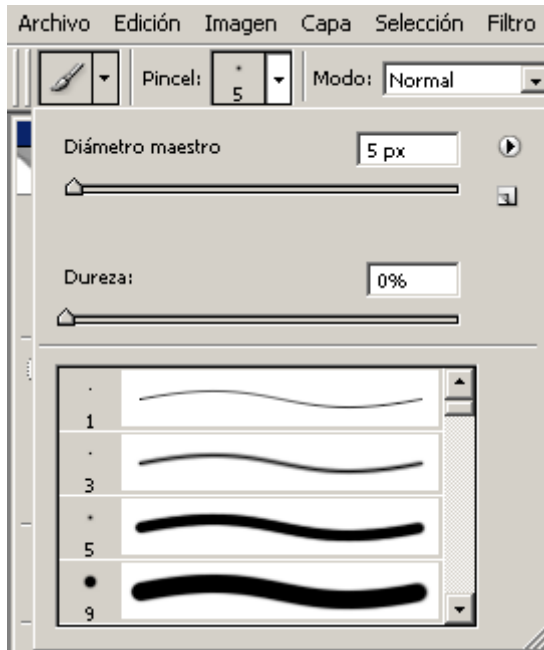 Archivo Edición Imagen Capa Selección Filtro
Pincel: 5 Modo: Normal
Diámetro maestro 5 px
Dureza: 0%
1
3
5
9